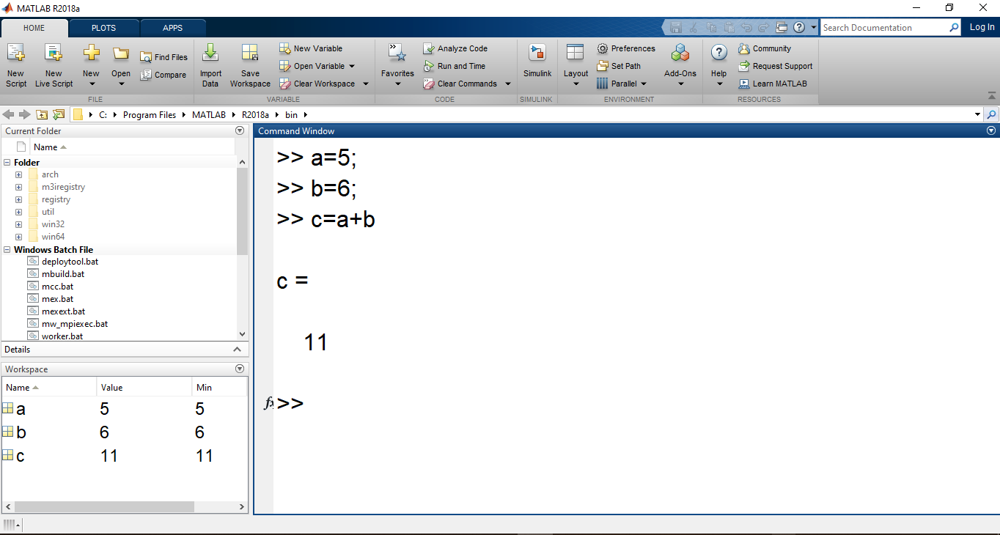 MATLAB R2018a
HOME PLOTS APPS
Search Documentation
Log In
New Script
New Live Script
New
Open
Find Files
Compare
FILE
Import Data
Save Workspace
New Variable
Open Variable
Clear Workspace
VARIABLE
Favorites
Analyze Code
Run and Time
Clear Commands
CODE
Simulink
SIMULINK
Layout
Preferences
Set Path
Parallel
Add-Ons
ENVIRONMENT
Help
Community
Request Support
Learn MATLAB
RESOURCES
C: Program Files MATLAB R2018a bin
Current Folder
Name
Folder
arch
m3iregistry
registry
util
win32
win64
Windows Batch File
deploytool.bat
mbuild.bat
mcc.bat
mex.bat
mexext.bat
mw_mpiexec.bat
worker.bat
Details
Workspace
Name Value Min
a 5 5
b 6 6
c 11 11
Command Window
>> a=5;
>> b=6;
>> c=a+b
c =
11
fx >>